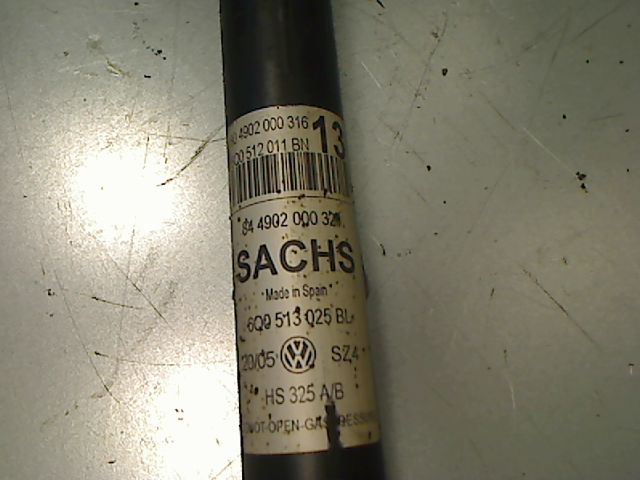 4902 000 316 13
512 011 BN
84 4902 000 32
SACHS
Made in Spain
6Q0 513 025 BL
20/05 VW SZ4
HS 325 A/B
NOT-OPEN-GAS